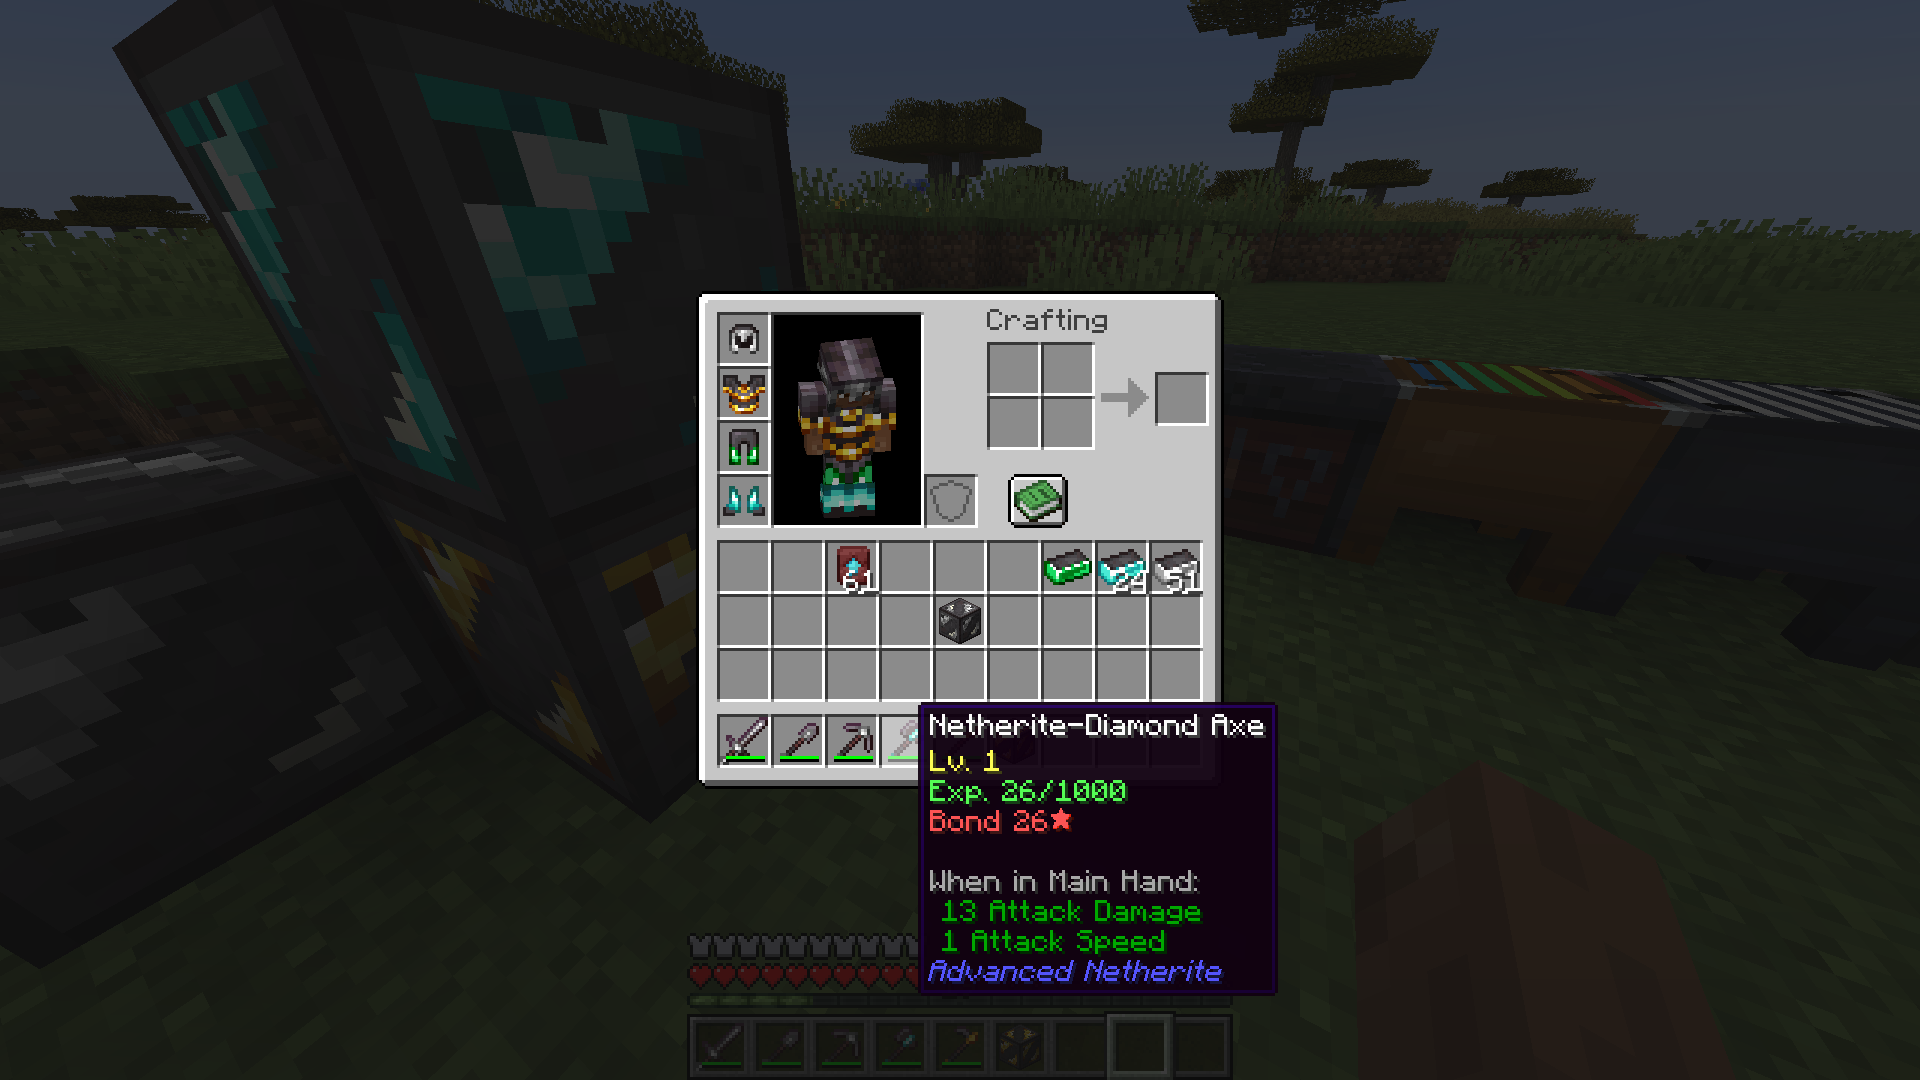 Crafting
61
24
51
Netherite-Diamond Axe
Lv. 1
Exp. 26/1000
Bond 26★
When in Main Hand:
13 Attack Damage
1 Attack Speed
Advanced Netherite